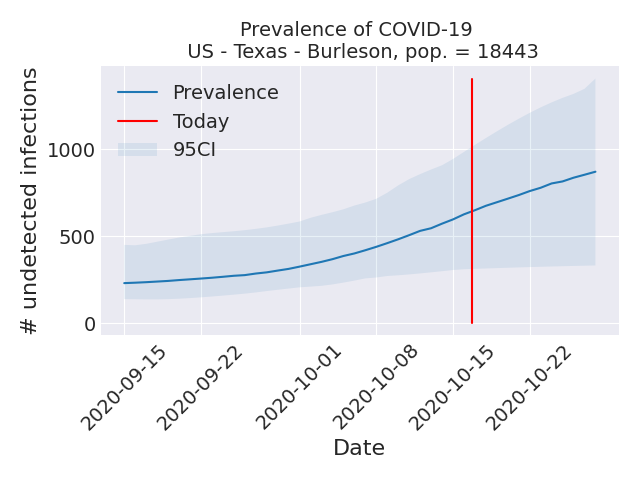 Prevalence of COVID-19
US - Texas - Burleson, pop. = 18443
# undetected infections
1000
500
0
Prevalence
Today
95CI
2020-09-15
2020-09-22
2020-10-01
2020-10-08
2020-10-15
2020-10-22
Date